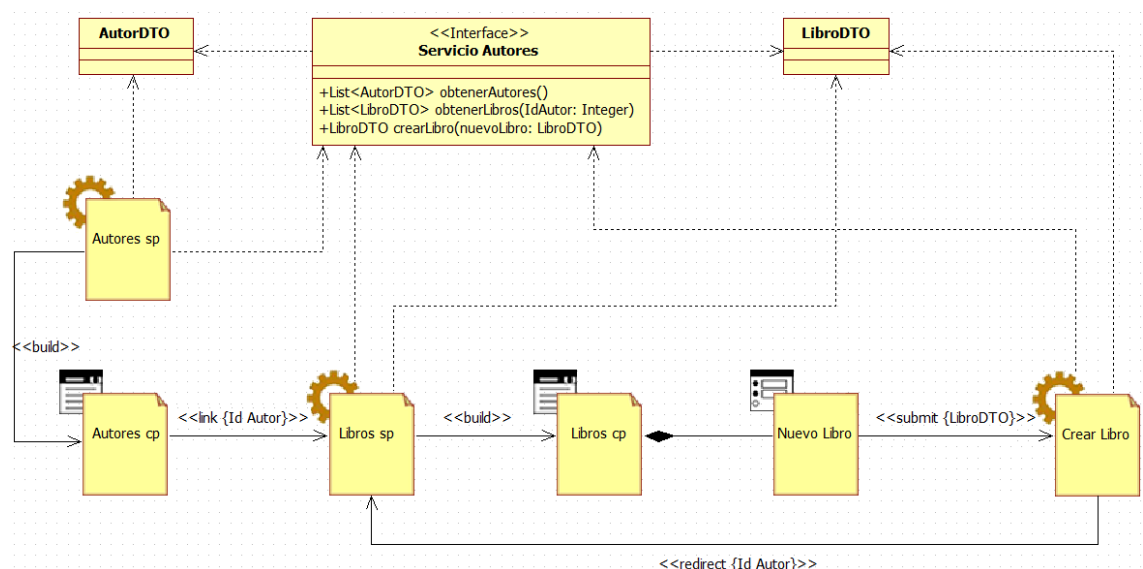 AutorDTO
<<Interface>>
Servicio Autores
+List<AutorDTO> obtenerAutores()
+List<LibroDTO> obtenerLibros(IdAutor: Integer)
+LibroDTO crearLibro(nuevoLibro: LibroDTO)
LibroDTO
Autores sp
<<build>>
Autores cp
<<link {Id Autor}>>
Libros sp
<<build>>
Libros cp
Nuevo Libro
<<submit {LibroDTO}>>
Crear Libro
<<redirect {Id Autor}>>